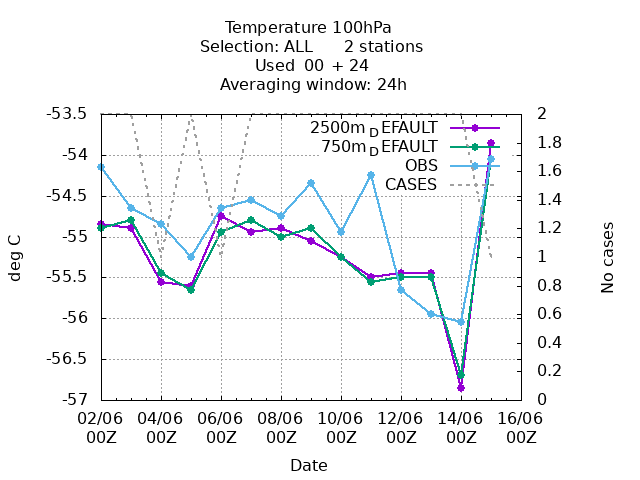 Temperature 100hPa
Selection: ALL 2 stations
Used 00 + 24
Averaging window: 24h
-53.5
-54
-54.5
-55
-55.5
-56
-56.5
-57
deg C
2500m_DEFAULT
750m_DEFAULT
OBS
CASES
2
1.8
1.6
1.4
1.2
1
0.8
0.6
0.4
0.2
0
No cases
02/06 04/06 06/06 08/06 10/06 12/06 14/06 16/06
00Z 00Z 00Z 00Z 00Z 00Z 00Z 00Z
Date